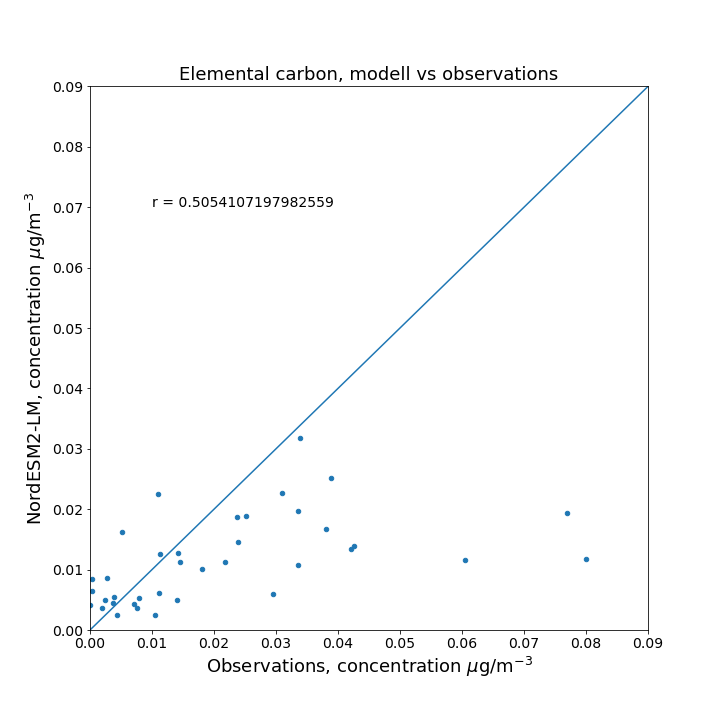 Elemental carbon, modell vs observations
0.09
0.08
0.07
0.06
0.05
0.04
0.03
0.02
0.01
0.00
NordESM2-LM, concentration μg/m⁻³
r = 0.5054107197982559
0.00 0.01 0.02 0.03 0.04 0.05 0.06 0.07 0.08 0.09
Observations, concentration μg/m⁻³